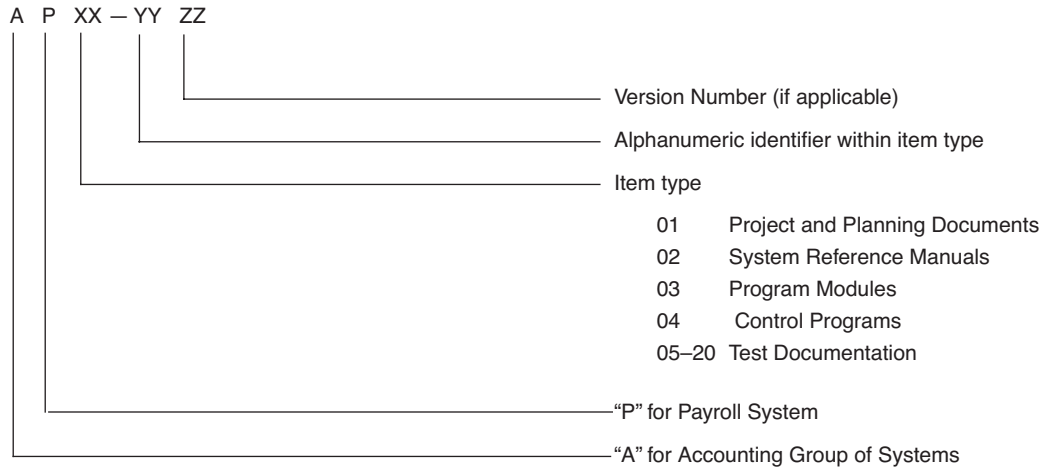 A P XX — YY ZZ
Version Number (if applicable)
Alphanumeric identifier within item type
Item type
01 Project and Planning Documents
02 System Reference Manuals
03 Program Modules
04 Control Programs
05–20 Test Documentation
“P” for Payroll System
“A” for Accounting Group of Systems